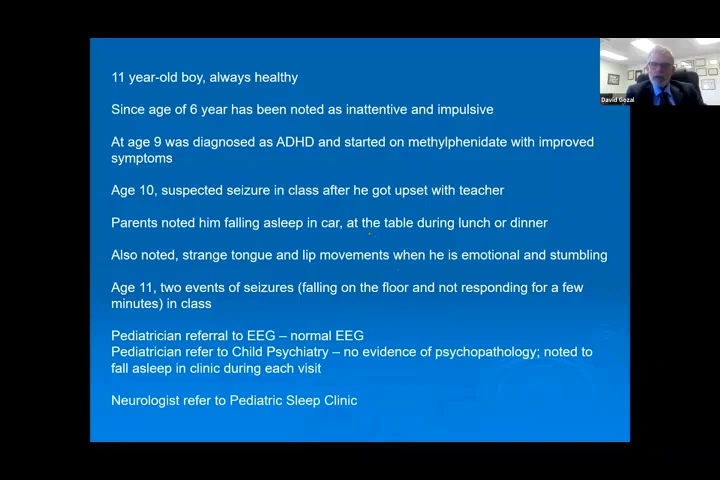 11 year-old boy, always healthy
Since age of 6 year has been noted as inattentive and impulsive
At age 9 was diagnosed as ADHD and started on methylphenidate with improved
symptoms
Age 10, suspected seizure in class after he got upset with teacher
Parents noted him falling asleep in car, at the table during lunch or dinner
Also noted, strange tongue and lip movements when he is emotional and stumbling
Age 11, two events of seizures (falling on the floor and not responding for a few
minutes) in class
Pediatrician referral to EEG – normal EEG
Pediatrician refer to Child Psychiatry – no evidence of psychopathology; noted to
fall asleep in clinic during each visit
Neurologist refer to Pediatric Sleep Clinic
David Gozal